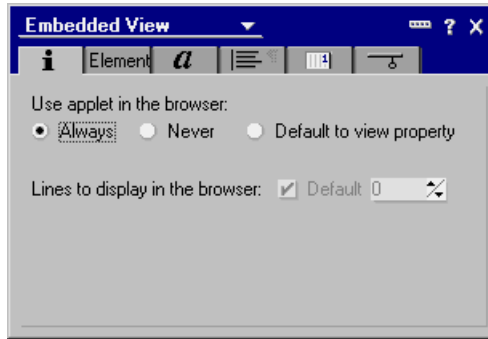 Embedded View ? X
i Element a 1
Use applet in the browser:
Always Never Default to view property
Lines to display in the browser: Default 0